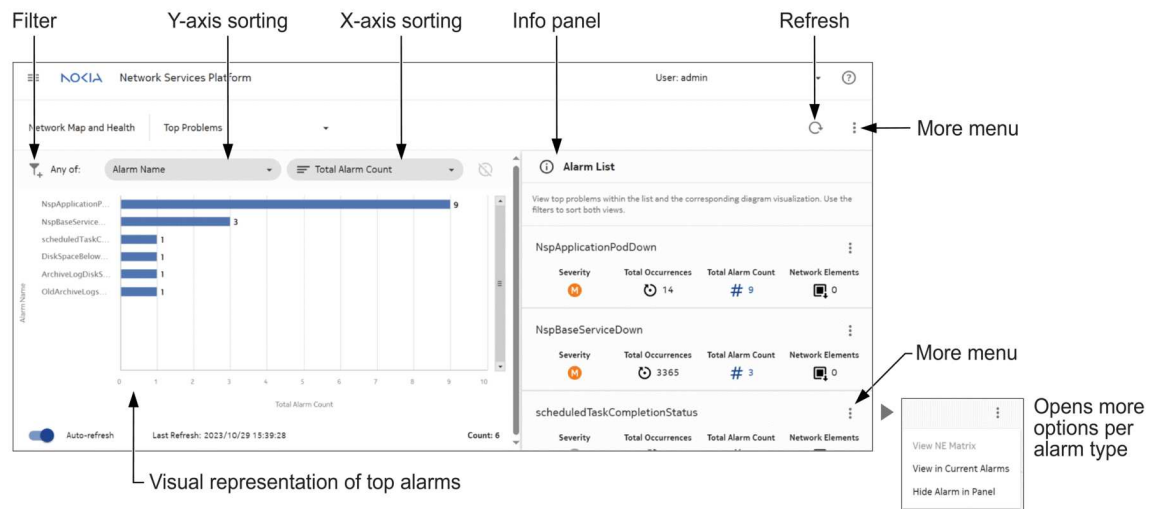 Filter
Y-axis sorting
X-axis sorting
Info panel
Refresh
NOKIA Network Services Platform
User: admin
?
Network Map and Health
Top Problems
More menu
Any of:
Alarm Name
Total Alarm Count
i Alarm List
View top problems within the list and the corresponding diagram visualization. Use the
filters to sort both views.
NspApplicationP... 9
NspBaseService... 3
scheduledTaskC... 1
DiskSpaceBelow... 1
ArchiveLogDiskS... 1
OldArchiveLogs... 1
Alarm Name
0 1 2 3 4 5 6 7 8 9 10
Total Alarm Count
Auto-refresh
Last Refresh: 2023/10/29 15:39:28
Count: 6
NspApplicationPodDown
Severity Total Occurrences Total Alarm Count Network Elements
M 14 # 9 0
NspBaseServiceDown
Severity Total Occurrences Total Alarm Count Network Elements
M 3365 # 3 0
More menu
scheduledTaskCompletionStatus
Severity Total Occurrences Total Alarm Count Network Elements
View NE Matrix
View in Current Alarms
Hide Alarm in Panel
Opens more
options per
alarm type
Visual representation of top alarms